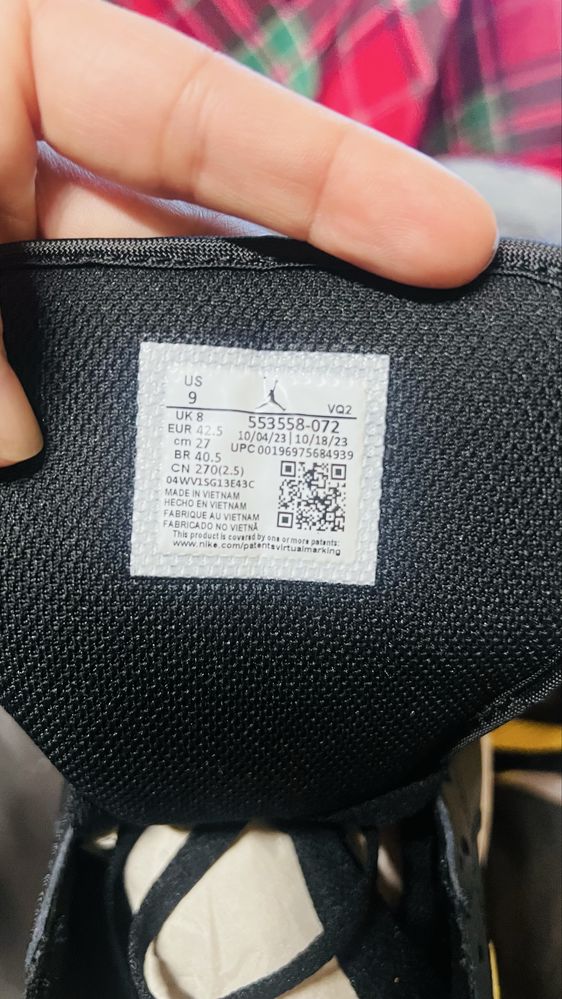 US
9
VQ2
UK 8
EUR 42.5
cm 27
BR 40.5
CN 270(2.5)
04WV1SG13E43C
553558-072
10/04/23 | 10/18/23
UPC 00196975684939
MADE IN VIETNAM
HECHO EN VIETNAM
FABRIQUE AU VIETNAM
FABRICADO NO VIETNÃ
This product is covered by one or more patents:
www.nike.com/patentsvirtualmarking